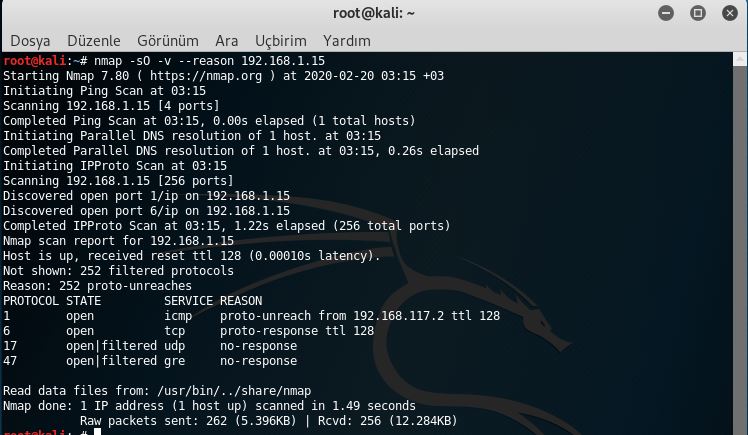 root@kali: ~
Dosya Düzenle Görünüm Ara Uçbirim Yardım
root@kali:~# nmap -sO -v --reason 192.168.1.15
Starting Nmap 7.80 ( https://nmap.org ) at 2020-02-20 03:15 +03
Initiating Ping Scan at 03:15
Scanning 192.168.1.15 [4 ports]
Completed Ping Scan at 03:15, 0.00s elapsed (1 total hosts)
Initiating Parallel DNS resolution of 1 host. at 03:15
Completed Parallel DNS resolution of 1 host. at 03:15, 0.26s elapsed
Initiating IPProto Scan at 03:15
Scanning 192.168.1.15 [256 ports]
Discovered open port 1/ip on 192.168.1.15
Discovered open port 6/ip on 192.168.1.15
Completed IPProto Scan at 03:15, 1.22s elapsed (256 total ports)
Nmap scan report for 192.168.1.15
Host is up, received reset ttl 128 (0.00010s latency).
Not shown: 252 filtered protocols
Reason: 252 proto-unreaches
PROTOCOL STATE SERVICE REASON
1 open icmp proto-unreach from 192.168.117.2 ttl 128
6 open tcp proto-response ttl 128
17 open|filtered udp no-response
47 open|filtered gre no-response
Read data files from: /usr/bin/../share/nmap
Nmap done: 1 IP address (1 host up) scanned in 1.49 seconds
Raw packets sent: 262 (5.396KB) | Rcvd: 256 (12.284KB)
root@kali:~#